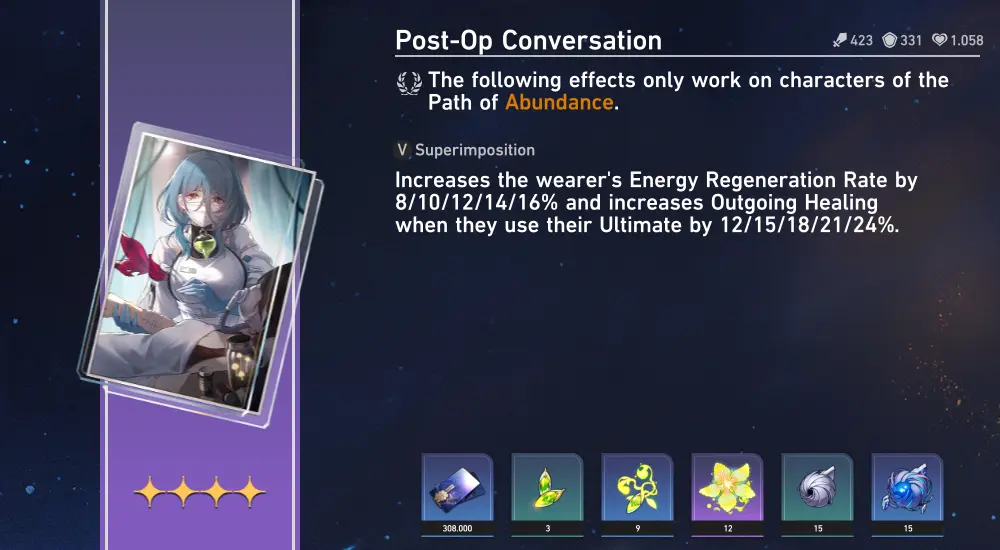 Post-Op Conversation
423 331 1.058
The following effects only work on characters of the
Path of Abundance.
V Superimposition
Increases the wearer's Energy Regeneration Rate by
8/10/12/14/16% and increases Outgoing Healing
when they use their Ultimate by 12/15/18/21/24%.
308.000 3 9 12 15 15